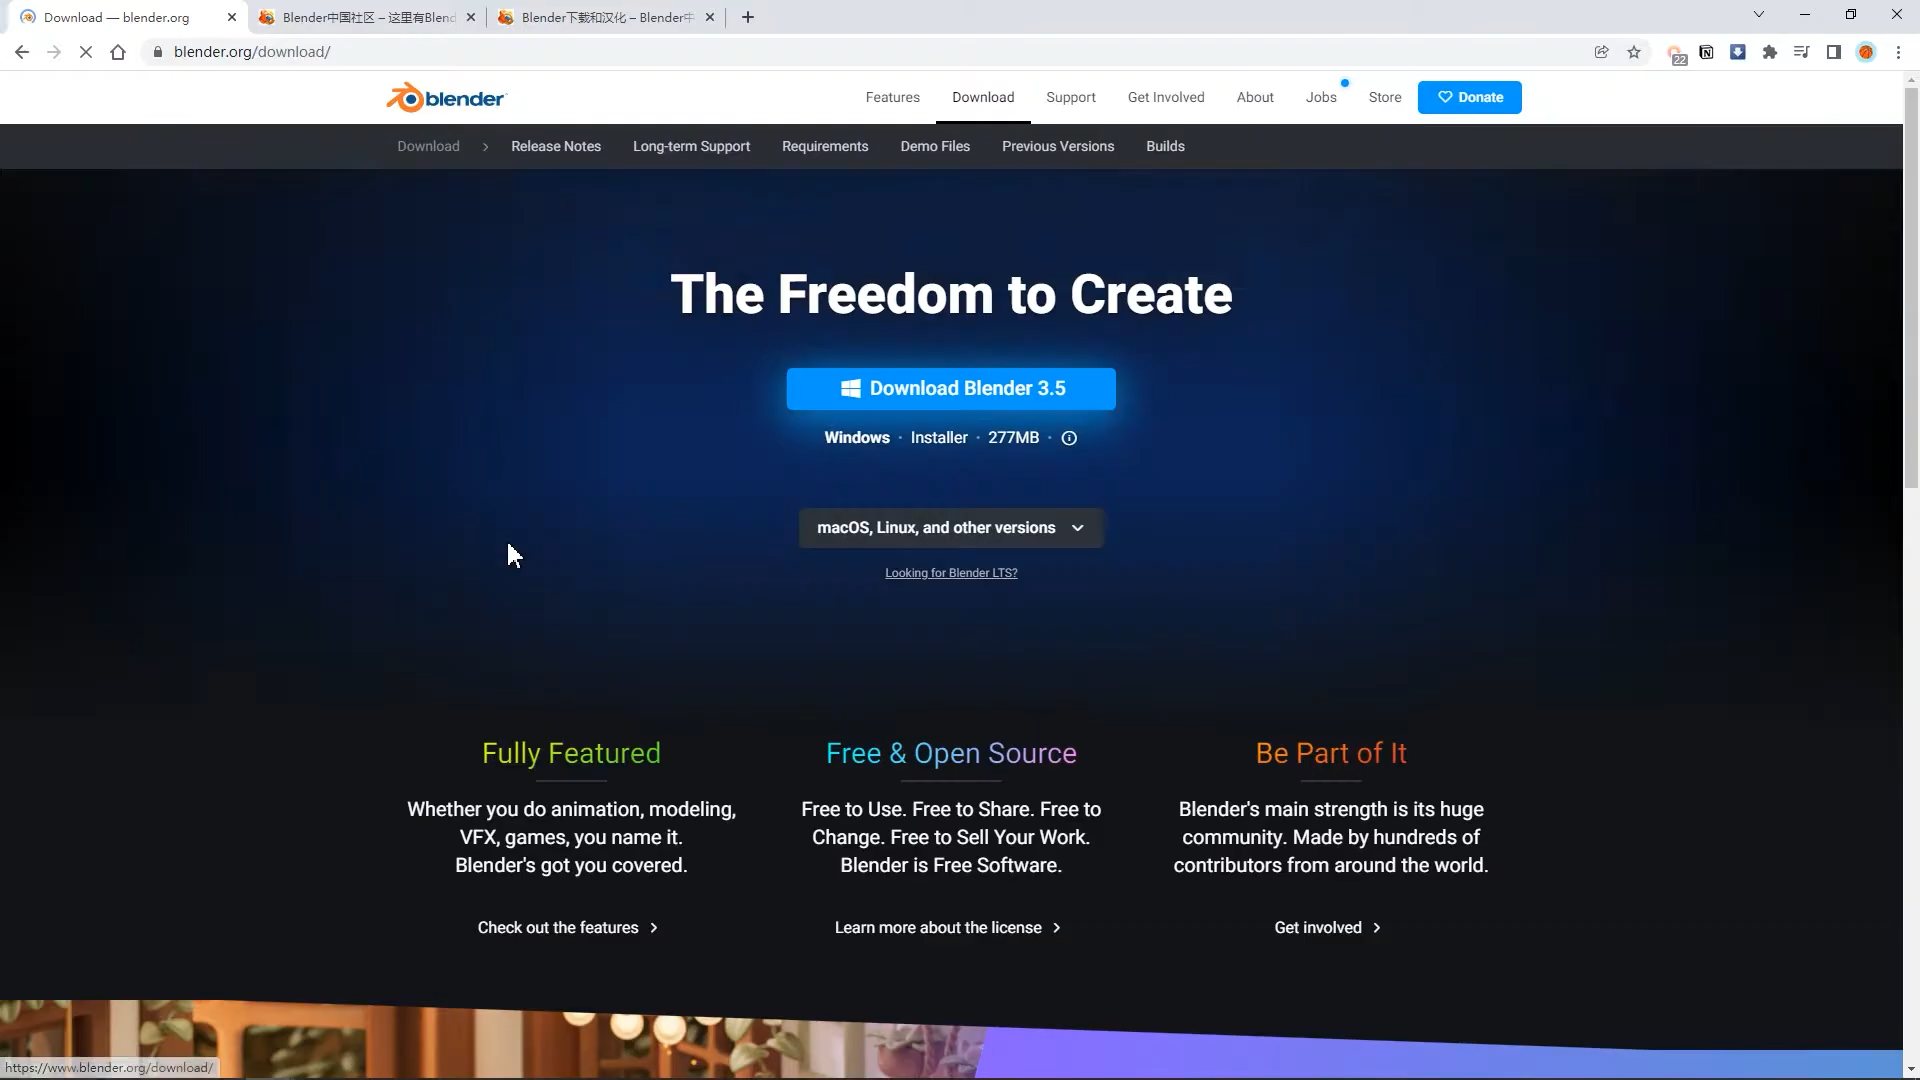 Download — blender.org
Blender中国社区 – 这里有Blend
Blender下载和汉化 – Blender中
blender.org/download/
22
blender
Features
Download
Support
Get Involved
About
Jobs
Store
Donate
Download
Release Notes
Long-term Support
Requirements
Demo Files
Previous Versions
Builds
The Freedom to Create
Download Blender 3.5
Windows · Installer · 277MB ·
macOS, Linux, and other versions
Looking for Blender LTS?
Fully Featured
Whether you do animation, modeling,
VFX, games, you name it.
Blender's got you covered.
Check out the features
Free & Open Source
Free to Use. Free to Share. Free to
Change. Free to Sell Your Work.
Blender is Free Software.
Learn more about the license
Be Part of It
Blender's main strength is its huge
community. Made by hundreds of
contributors from around the world.
Get involved
https://www.blender.org/download/